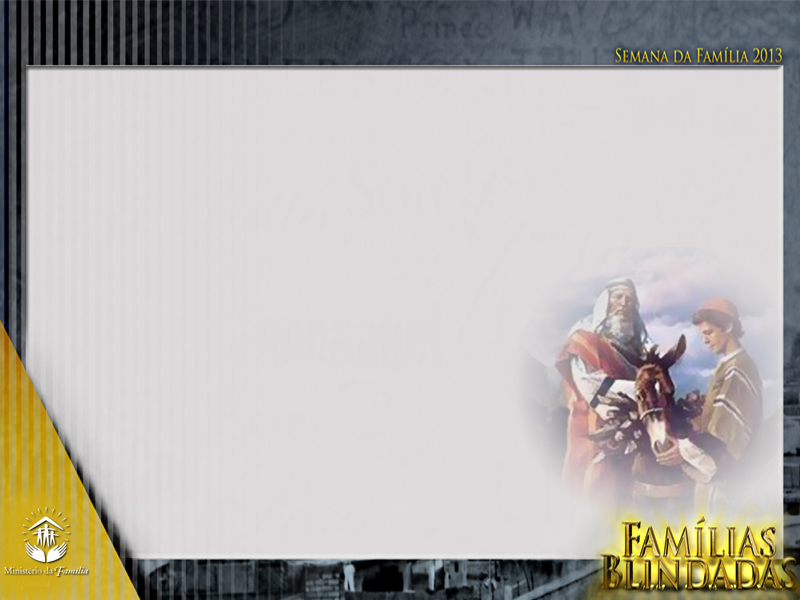 SEMANA DA FAMÍLIA 2013
Ministério da Família
FAMÍLIAS
BLINDADAS